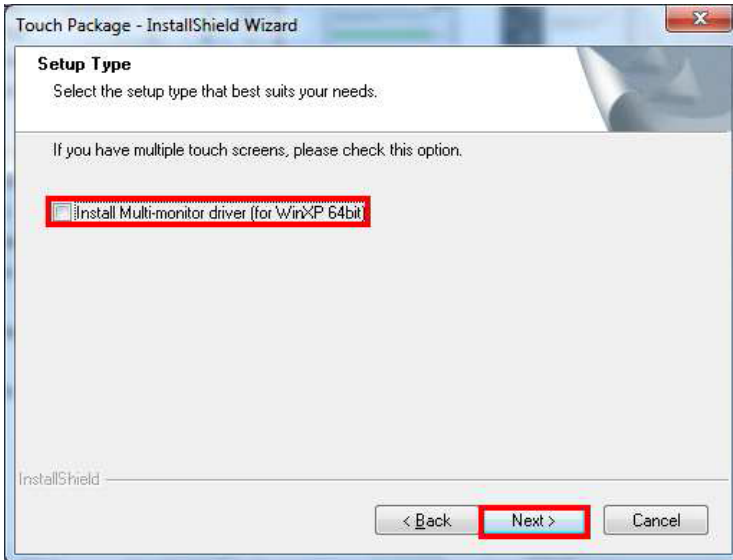 Touch Package - InstallShield Wizard
Setup Type
Select the setup type that best suits your needs.
If you have multiple touch screens, please check this option.
Install Multi-monitor driver (for WinXP 64bit)
InstallShield
< Back Next > Cancel